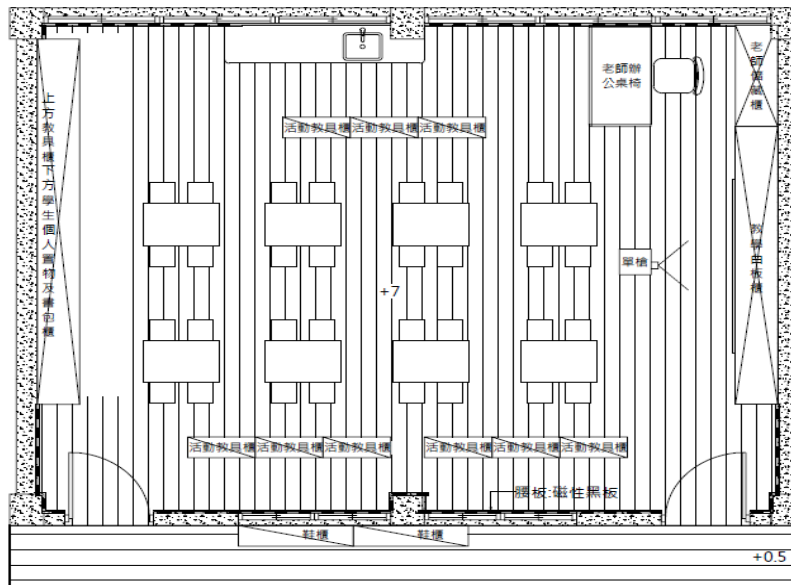 老師辦
公桌椅
老師儲藏櫃
活動教具櫃
活動教具櫃
活動教具櫃
上方教具櫃下方學生個人置物及書包櫃
教學白板櫃
單槍
+7
活動教具櫃
活動教具櫃
活動教具櫃
活動教具櫃
活動教具櫃
活動教具櫃
腰板:磁性黑板
鞋櫃
鞋櫃
+0.5